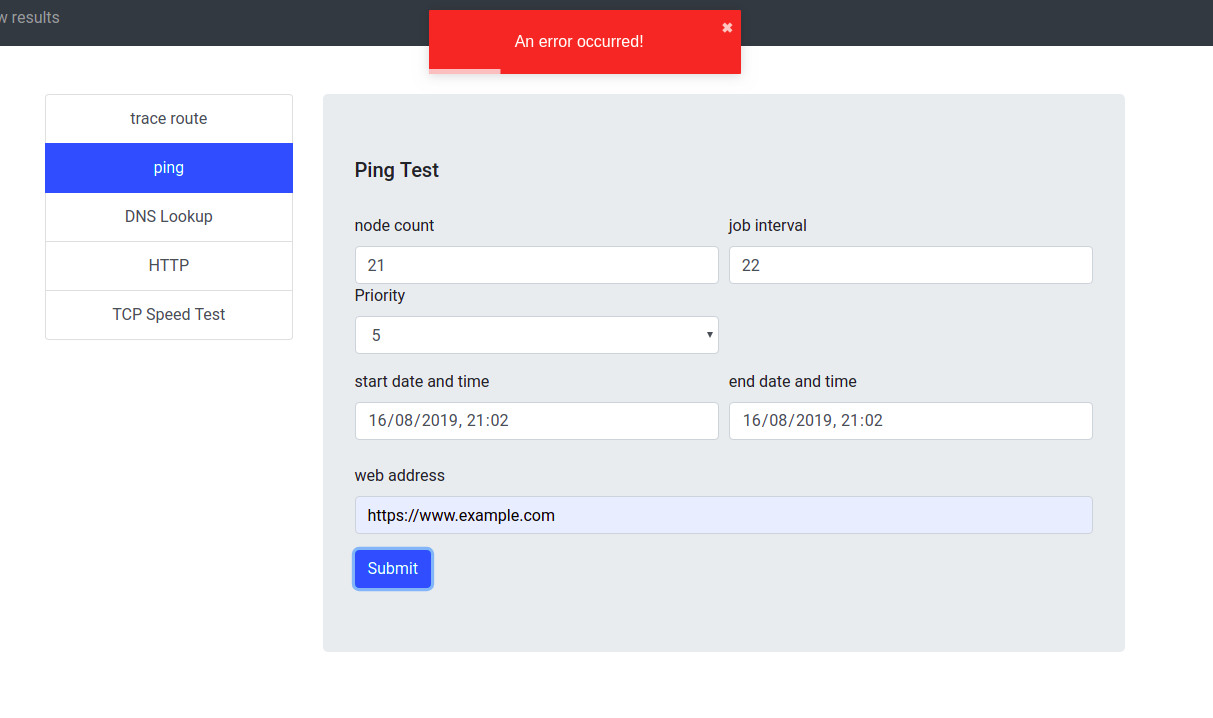 results
An error occurred!
trace route
ping
DNS Lookup
HTTP
TCP Speed Test
Ping Test
node count
job interval
21
22
Priority
5
start date and time
end date and time
16/08/2019, 21:02
16/08/2019, 21:02
web address
https://www.example.com
Submit